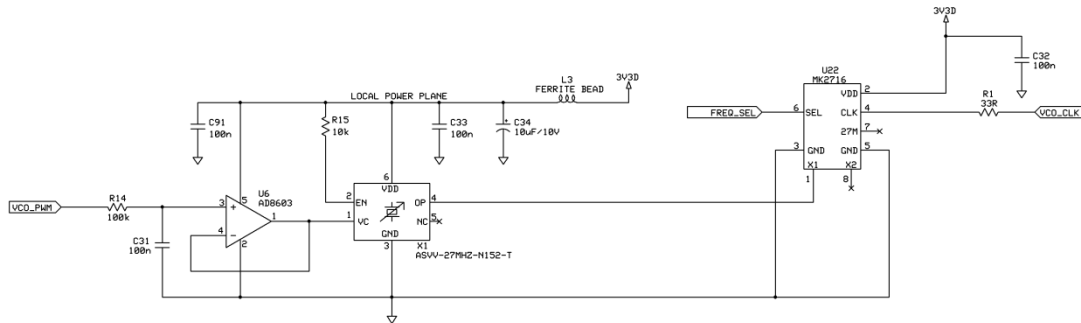 3V3D
C32
100n
U22
MK2716
VDD
2
FREQ_SEL
6
SEL
CLK
4
R1
33R
VCO_CLK
27M
7
3
GND
GND
5
X1
X2
1
8
L3
FERRITE BEAD
3V3D
LOCAL POWER PLANE
C91
100n
R15
10k
C33
100n
C34
10uF/10V
+
6
VDD
2
EN
OP
4
1
VC
NC
5
GND
3
X1
ASVV-27MHZ-N152-T
U6
AD8603
VCO_PWM
R14
100k
3
+
5
1
4
-
2
C31
100n